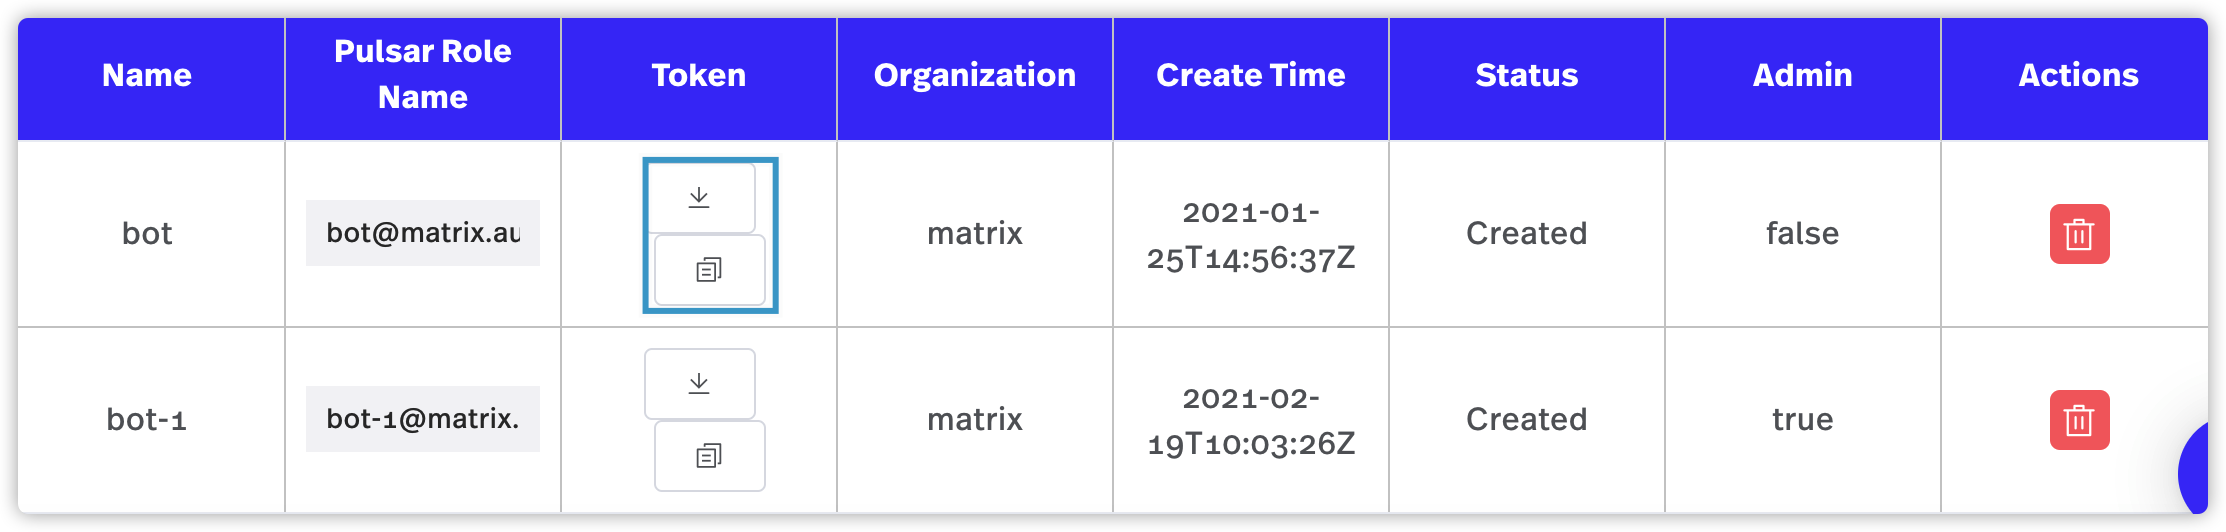 Name
Pulsar Role
Name
Token
Organization
Create Time
Status
Admin
Actions
bot
bot@matrix.au
matrix
2021-01-
25T14:56:37Z
Created
false
bot-1
bot-1@matrix.
matrix
2021-02-
19T10:03:26Z
Created
true